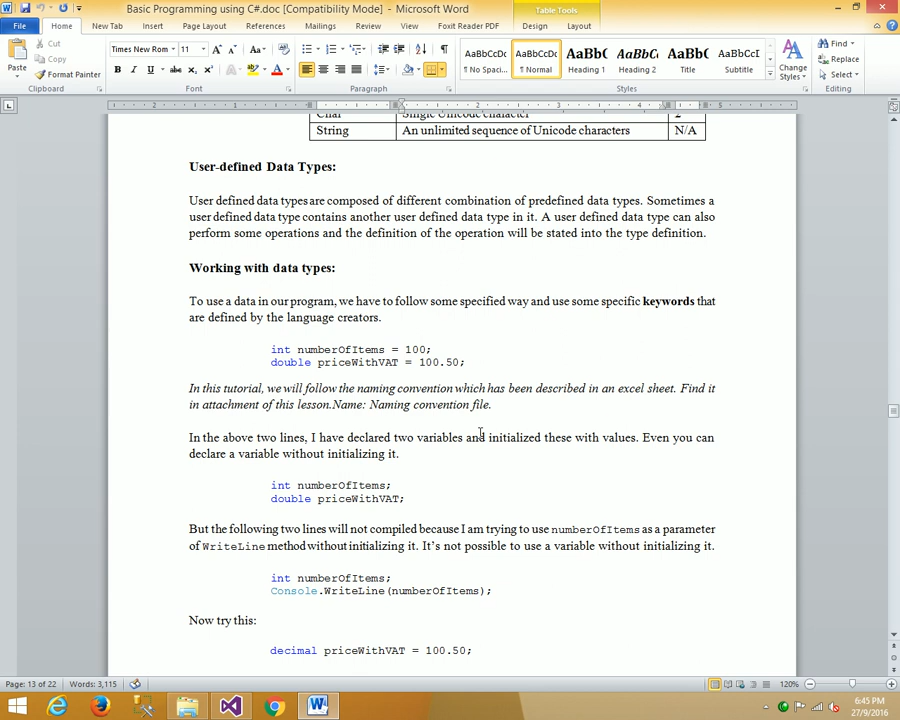 Basic Programming using C#.doc [Compatibility Mode] - Microsoft Word
Table Tools
File Home New Tab Insert Page Layout References Mailings Review View Foxit Reader PDF Design Layout
Cut
Copy
Format Painter
Paste
Clipboard
Times New Rom 11
Font
Paragraph
AaBbCcDc ¶ No Spaci...
AaBbCcDc ¶ Normal
AaBbC Heading 1
AaBbCc Heading 2
AaBbC Title
AaBbCcI Subtitle
Change Styles
Styles
Find
Replace
Select
Editing
Char Single Unicode character 2
String An unlimited sequence of Unicode characters N/A
User-defined Data Types:
User defined data types are composed of different combination of predefined data types. Sometimes a
user defined data type contains another user defined data type in it. A user defined data type can also
perform some operations and the definition of the operation will be stated into the type definition.
Working with data types:
To use a data in our program, we have to follow some specified way and use some specific keywords that
are defined by the language creators.
int numberOfItems = 100;
double priceWithVAT = 100.50;
In this tutorial, we will follow the naming convention which has been described in an excel sheet. Find it
in attachment of this lesson.Name: Naming convention file.
In the above two lines, I have declared two variables and initialized these with values. Even you can
declare a variable without initializing it.
int numberOfItems;
double priceWithVAT;
But the following two lines will not compiled because I am trying to use numberOfItems as a parameter
of WriteLine method without initializing it. It’s not possible to use a variable without initializing it.
int numberOfItems;
Console.WriteLine(numberOfItems);
Now try this:
decimal priceWithVAT = 100.50;
Page: 13 of 22 Words: 3,115 120%
6:45 PM
27/9/2016